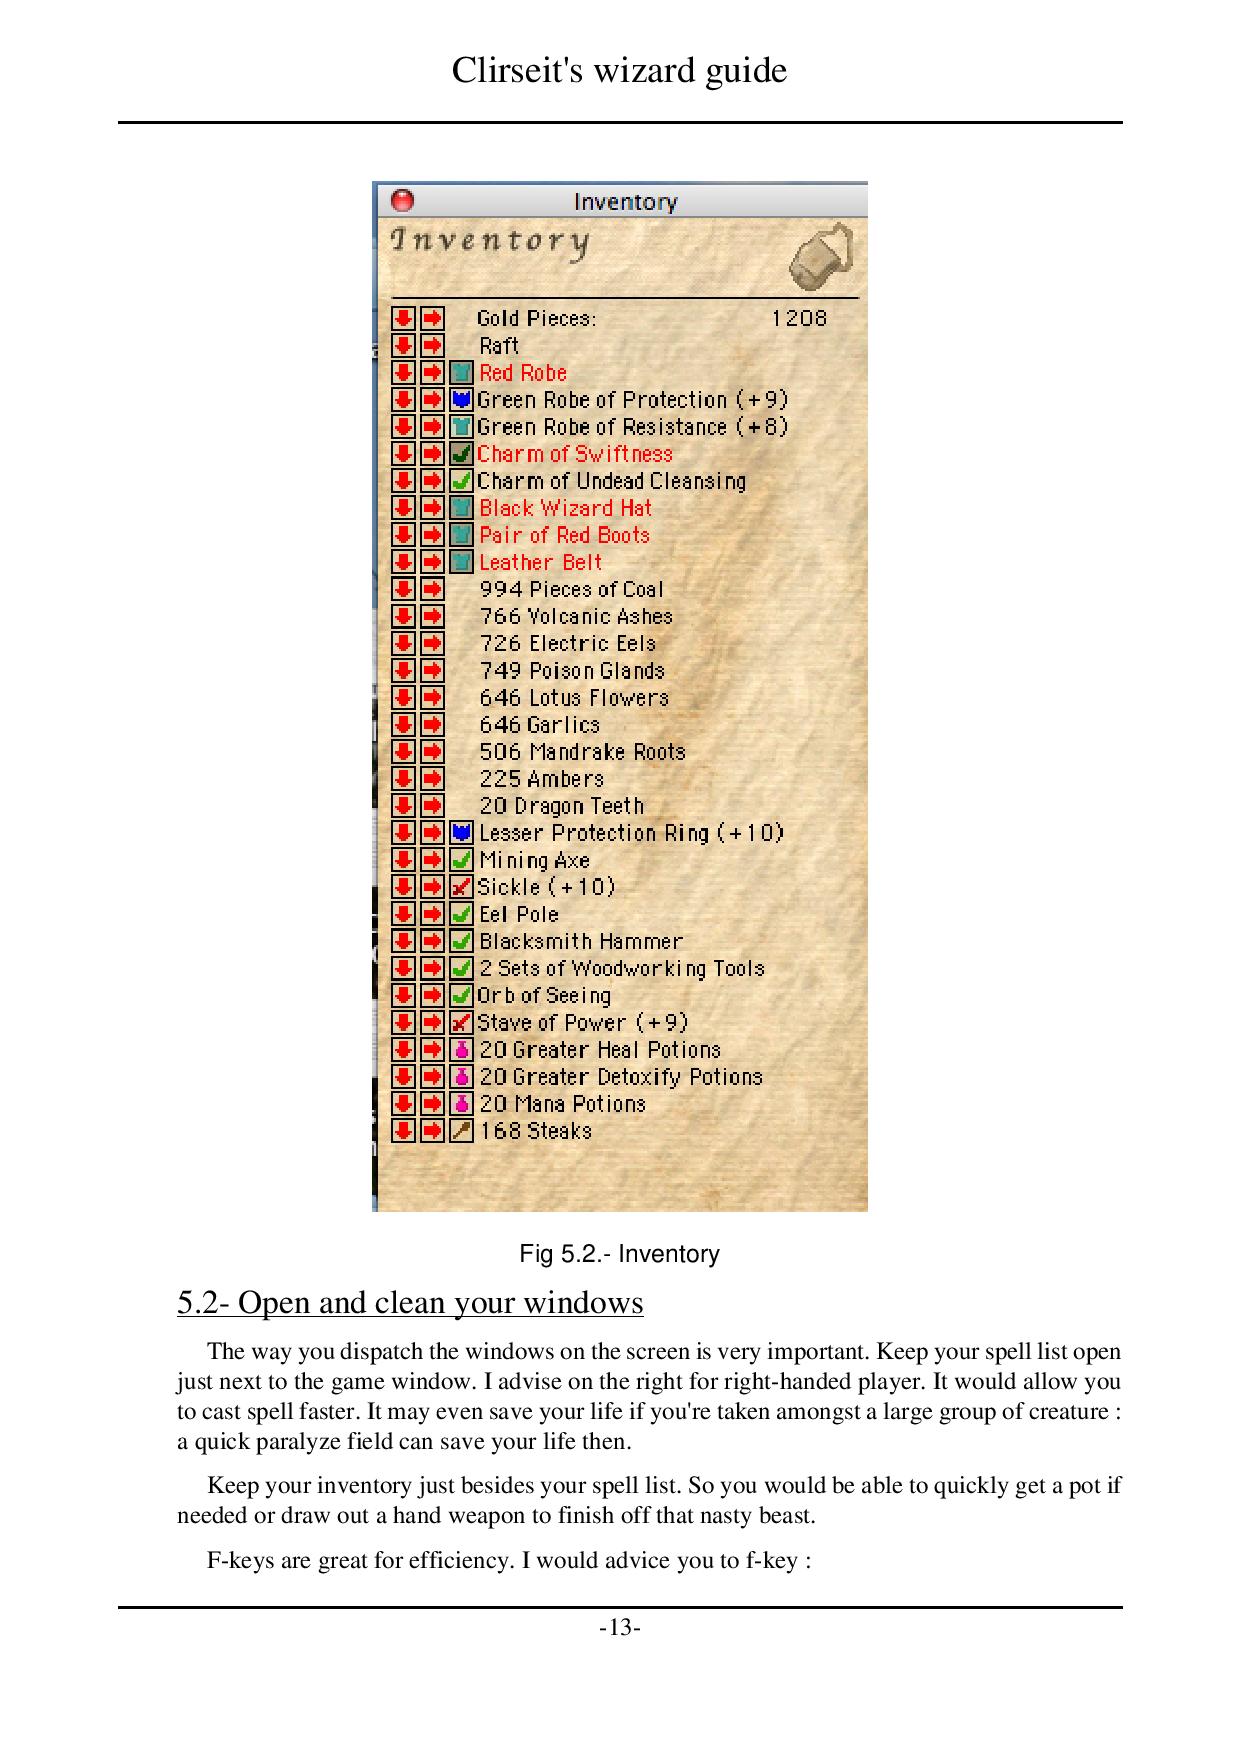 Clirseit's wizard guide
Inventory
Inventory
Gold Pieces: 1208
Raft
Red Robe
Green Robe of Protection (+9)
Green Robe of Resistance (+8)
Charm of Swiftness
Charm of Undead Cleansing
Black Wizard Hat
Pair of Red Boots
Leather Belt
994 Pieces of Coal
766 Volcanic Ashes
726 Electric Eels
749 Poison Glands
646 Lotus Flowers
646 Garlics
506 Mandrake Roots
225 Ambers
20 Dragon Teeth
Lesser Protection Ring (+10)
Mining Axe
Sickle (+10)
Eel Pole
Blacksmith Hammer
2 Sets of Woodworking Tools
Orb of Seeing
Stave of Power (+9)
20 Greater Heal Potions
20 Greater Detoxify Potions
20 Mana Potions
168 Steaks
Fig 5.2.- Inventory
5.2- Open and clean your windows
The way you dispatch the windows on the screen is very important. Keep your spell list open
just next to the game window. I advise on the right for right-handed player. It would allow you
to cast spell faster. It may even save your life if you're taken amongst a large group of creature :
a quick paralyze field can save your life then.
Keep your inventory just besides your spell list. So you would be able to quickly get a pot if
needed or draw out a hand weapon to finish off that nasty beast.
F-keys are great for efficiency. I would advice you to f-key :
-13-